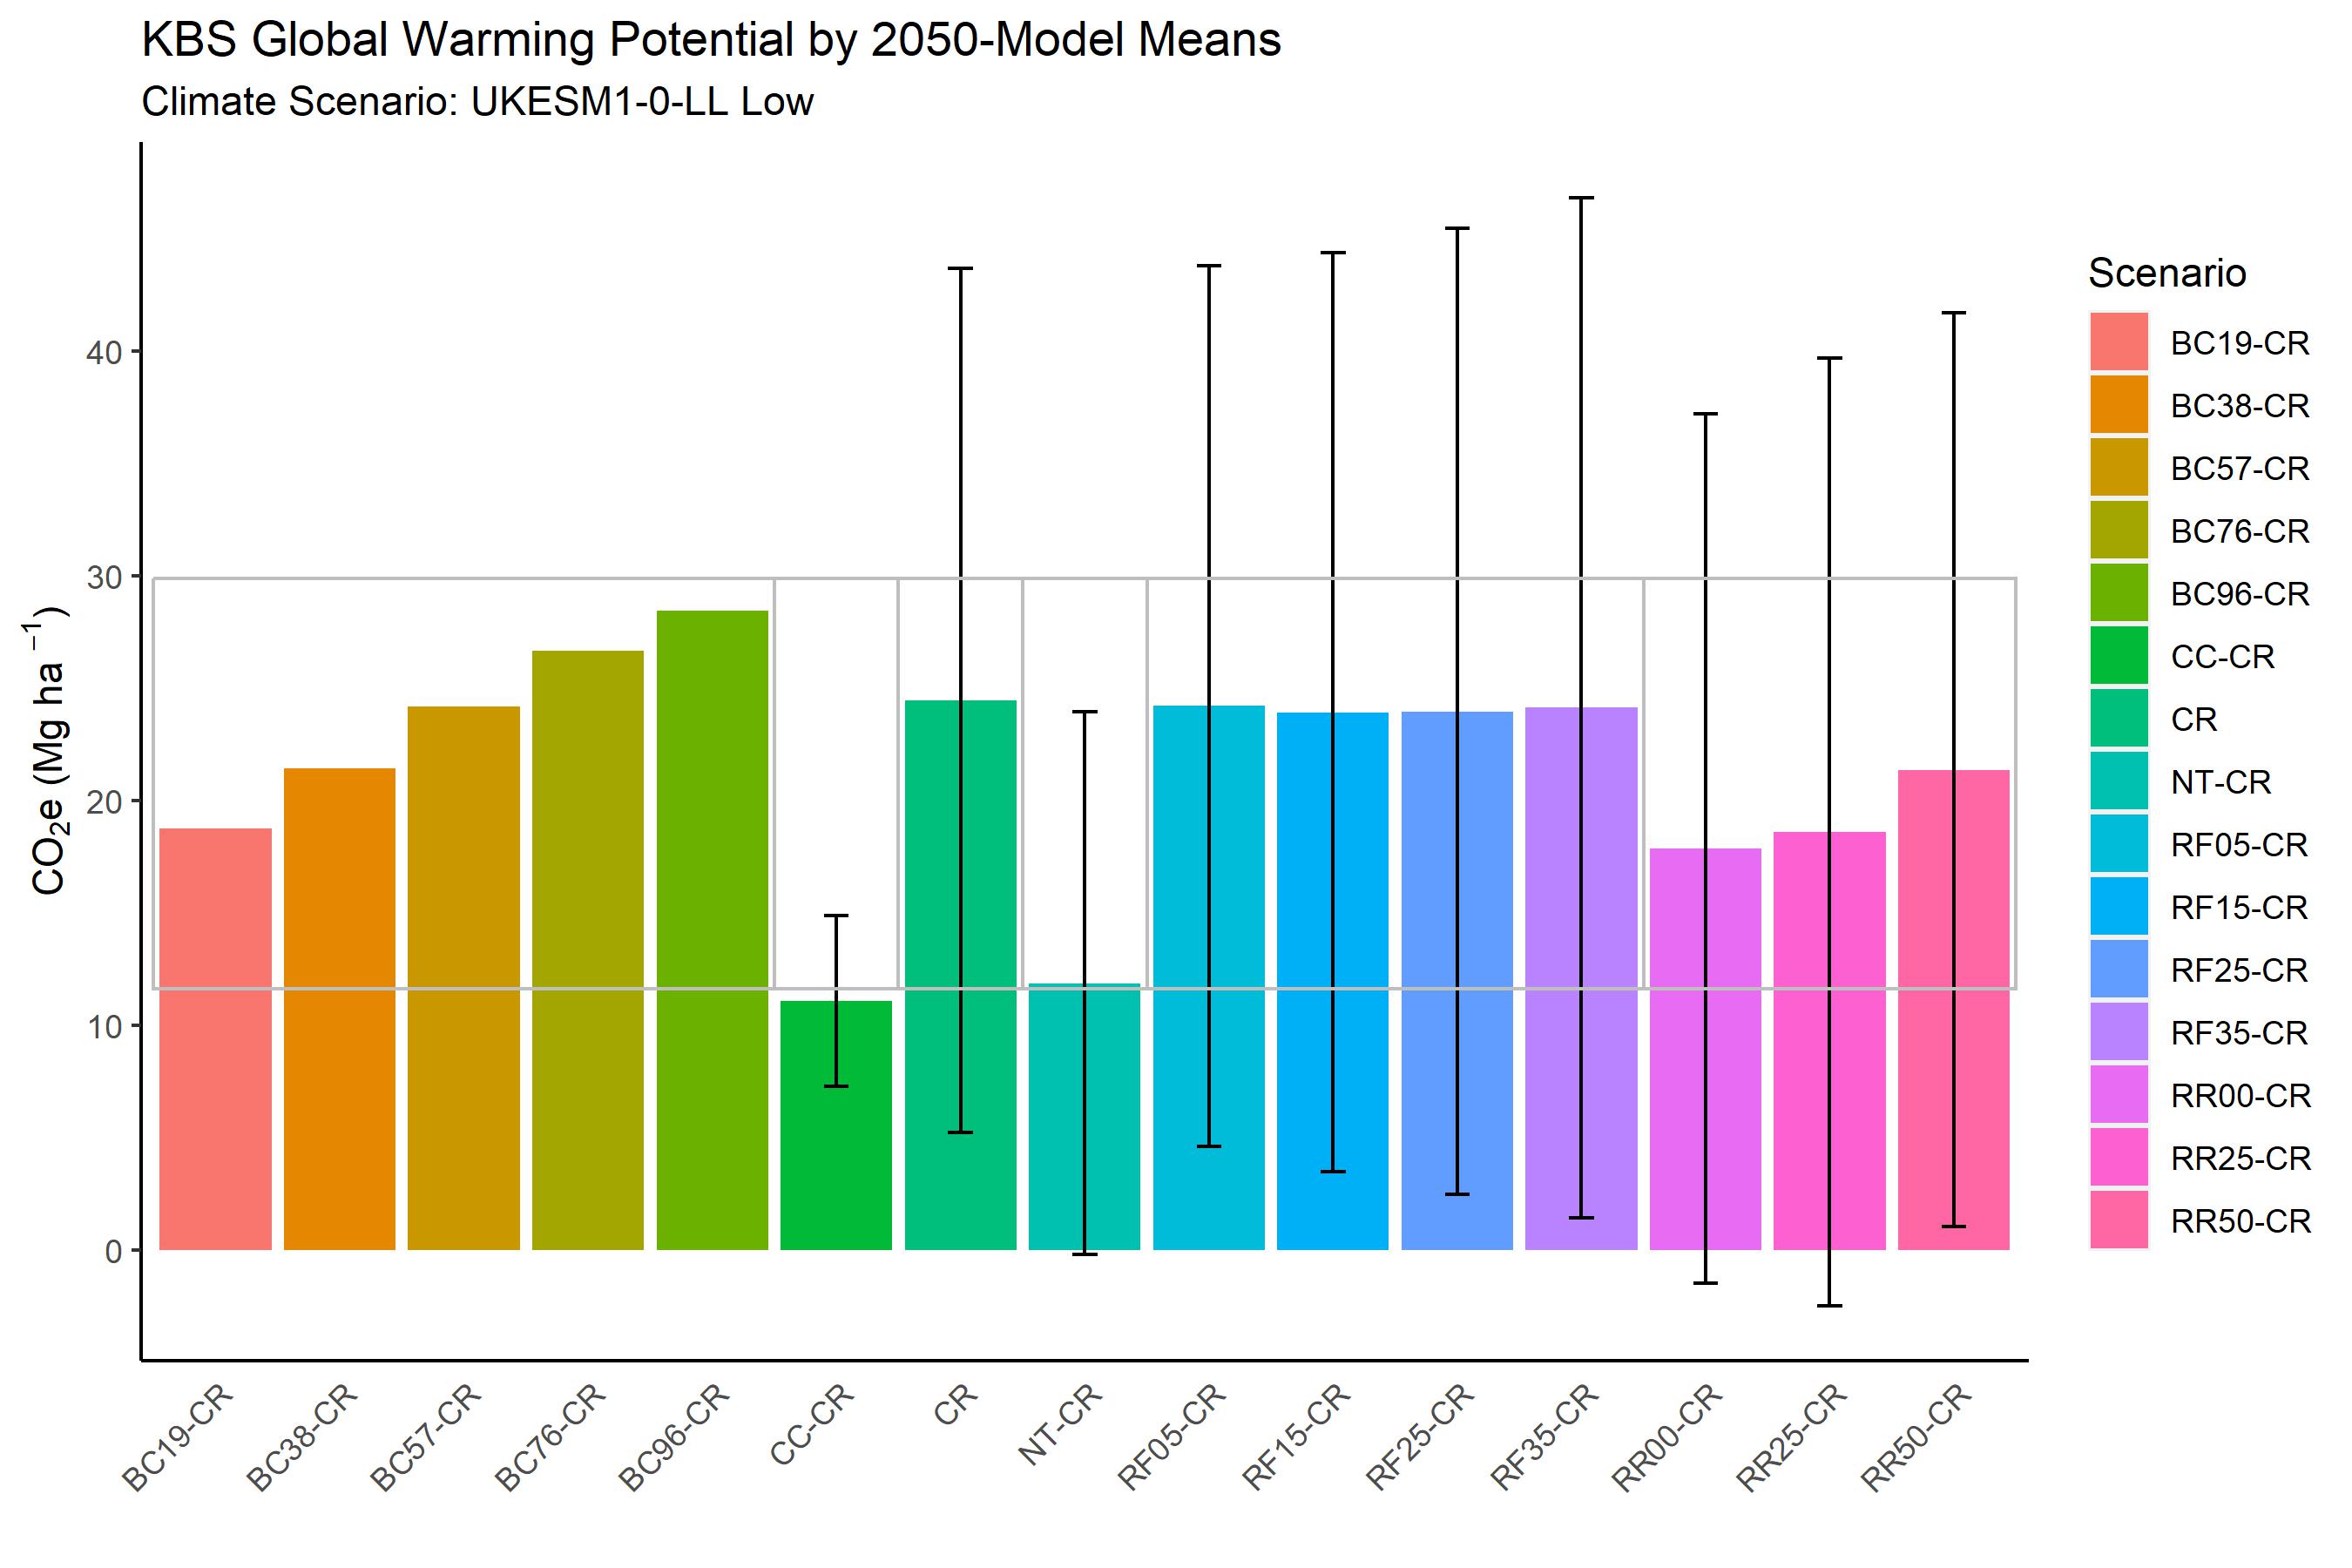 KBS Global Warming Potential by 2050-Model Means
Climate Scenario: UKESM1-0-LL Low
CO₂e (Mg ha ⁻¹)
40
30
20
10
0
BC19-CR
BC38-CR
BC57-CR
BC76-CR
BC96-CR
CC-CR
CR
NT-CR
RF05-CR
RF15-CR
RF25-CR
RF35-CR
RR00-CR
RR25-CR
RR50-CR
Scenario
BC19-CR
BC38-CR
BC57-CR
BC76-CR
BC96-CR
CC-CR
CR
NT-CR
RF05-CR
RF15-CR
RF25-CR
RF35-CR
RR00-CR
RR25-CR
RR50-CR